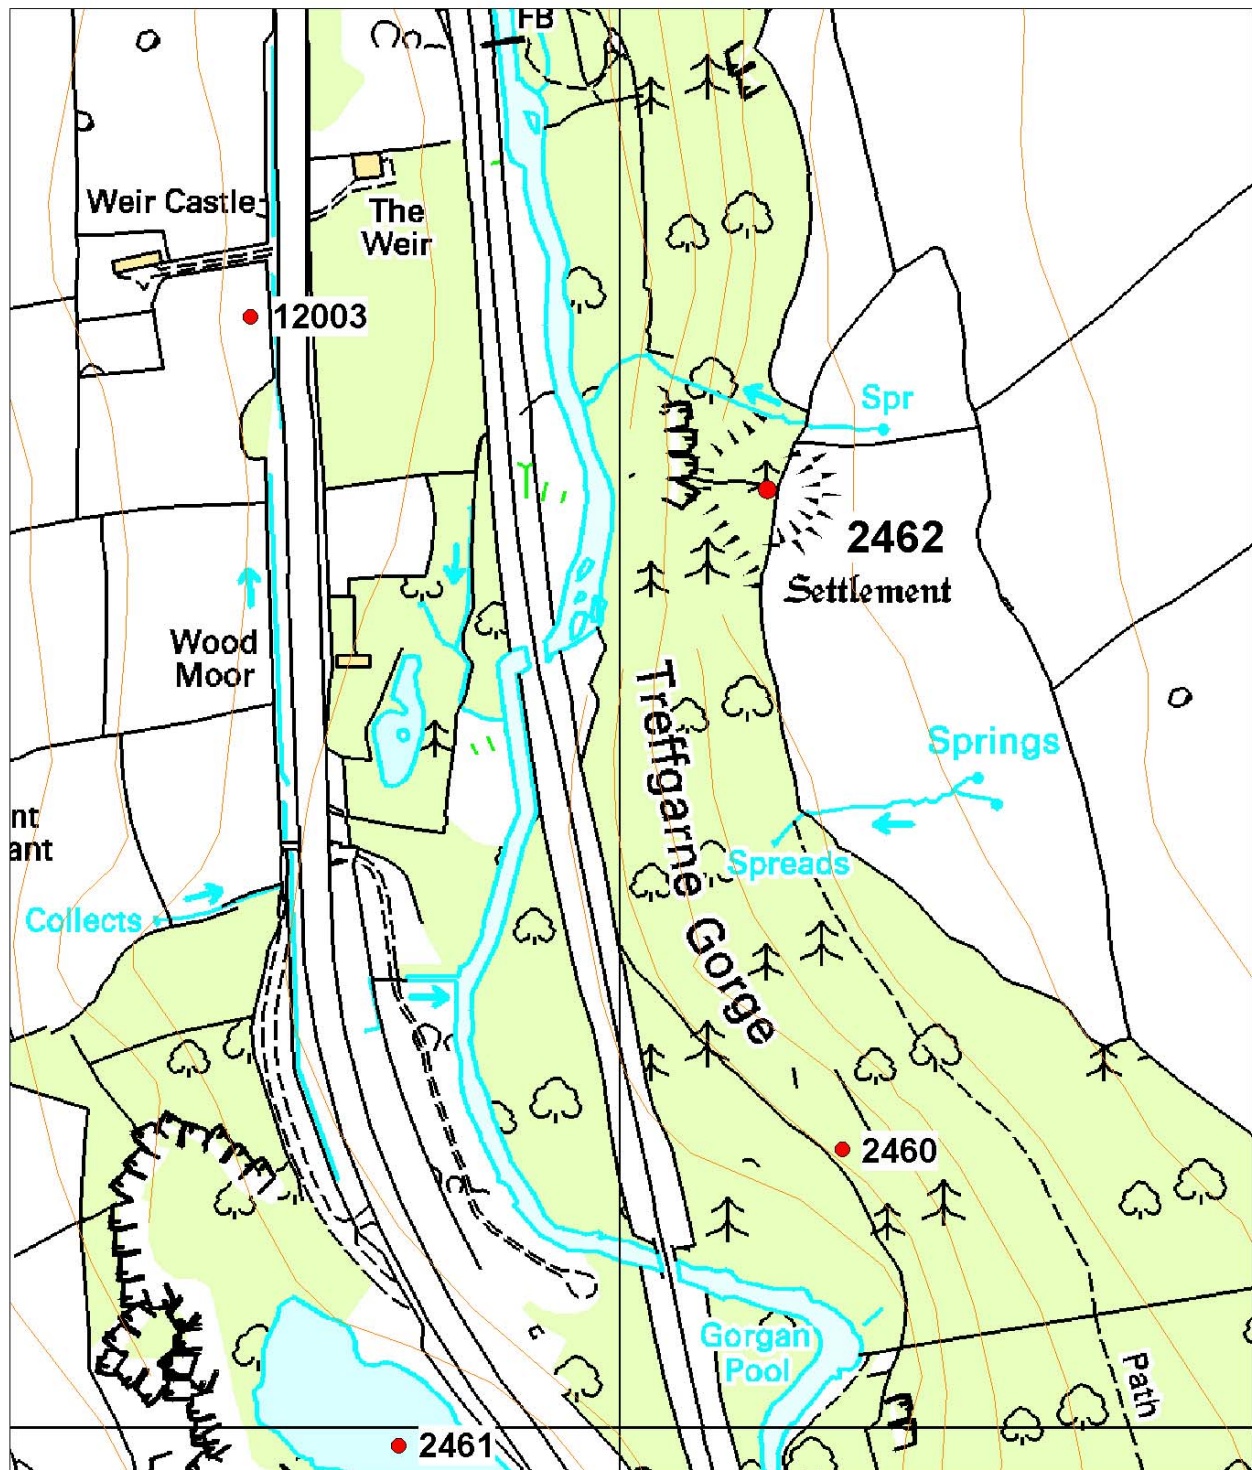 FB
Weir Castle
The
Weir
12003
Spr
2462
Settlement
Wood
Moor
Treffgarne Gorge
Springs
nt
ant
Spreads
Collects
2460
Gorgan
Pool
Path
2461